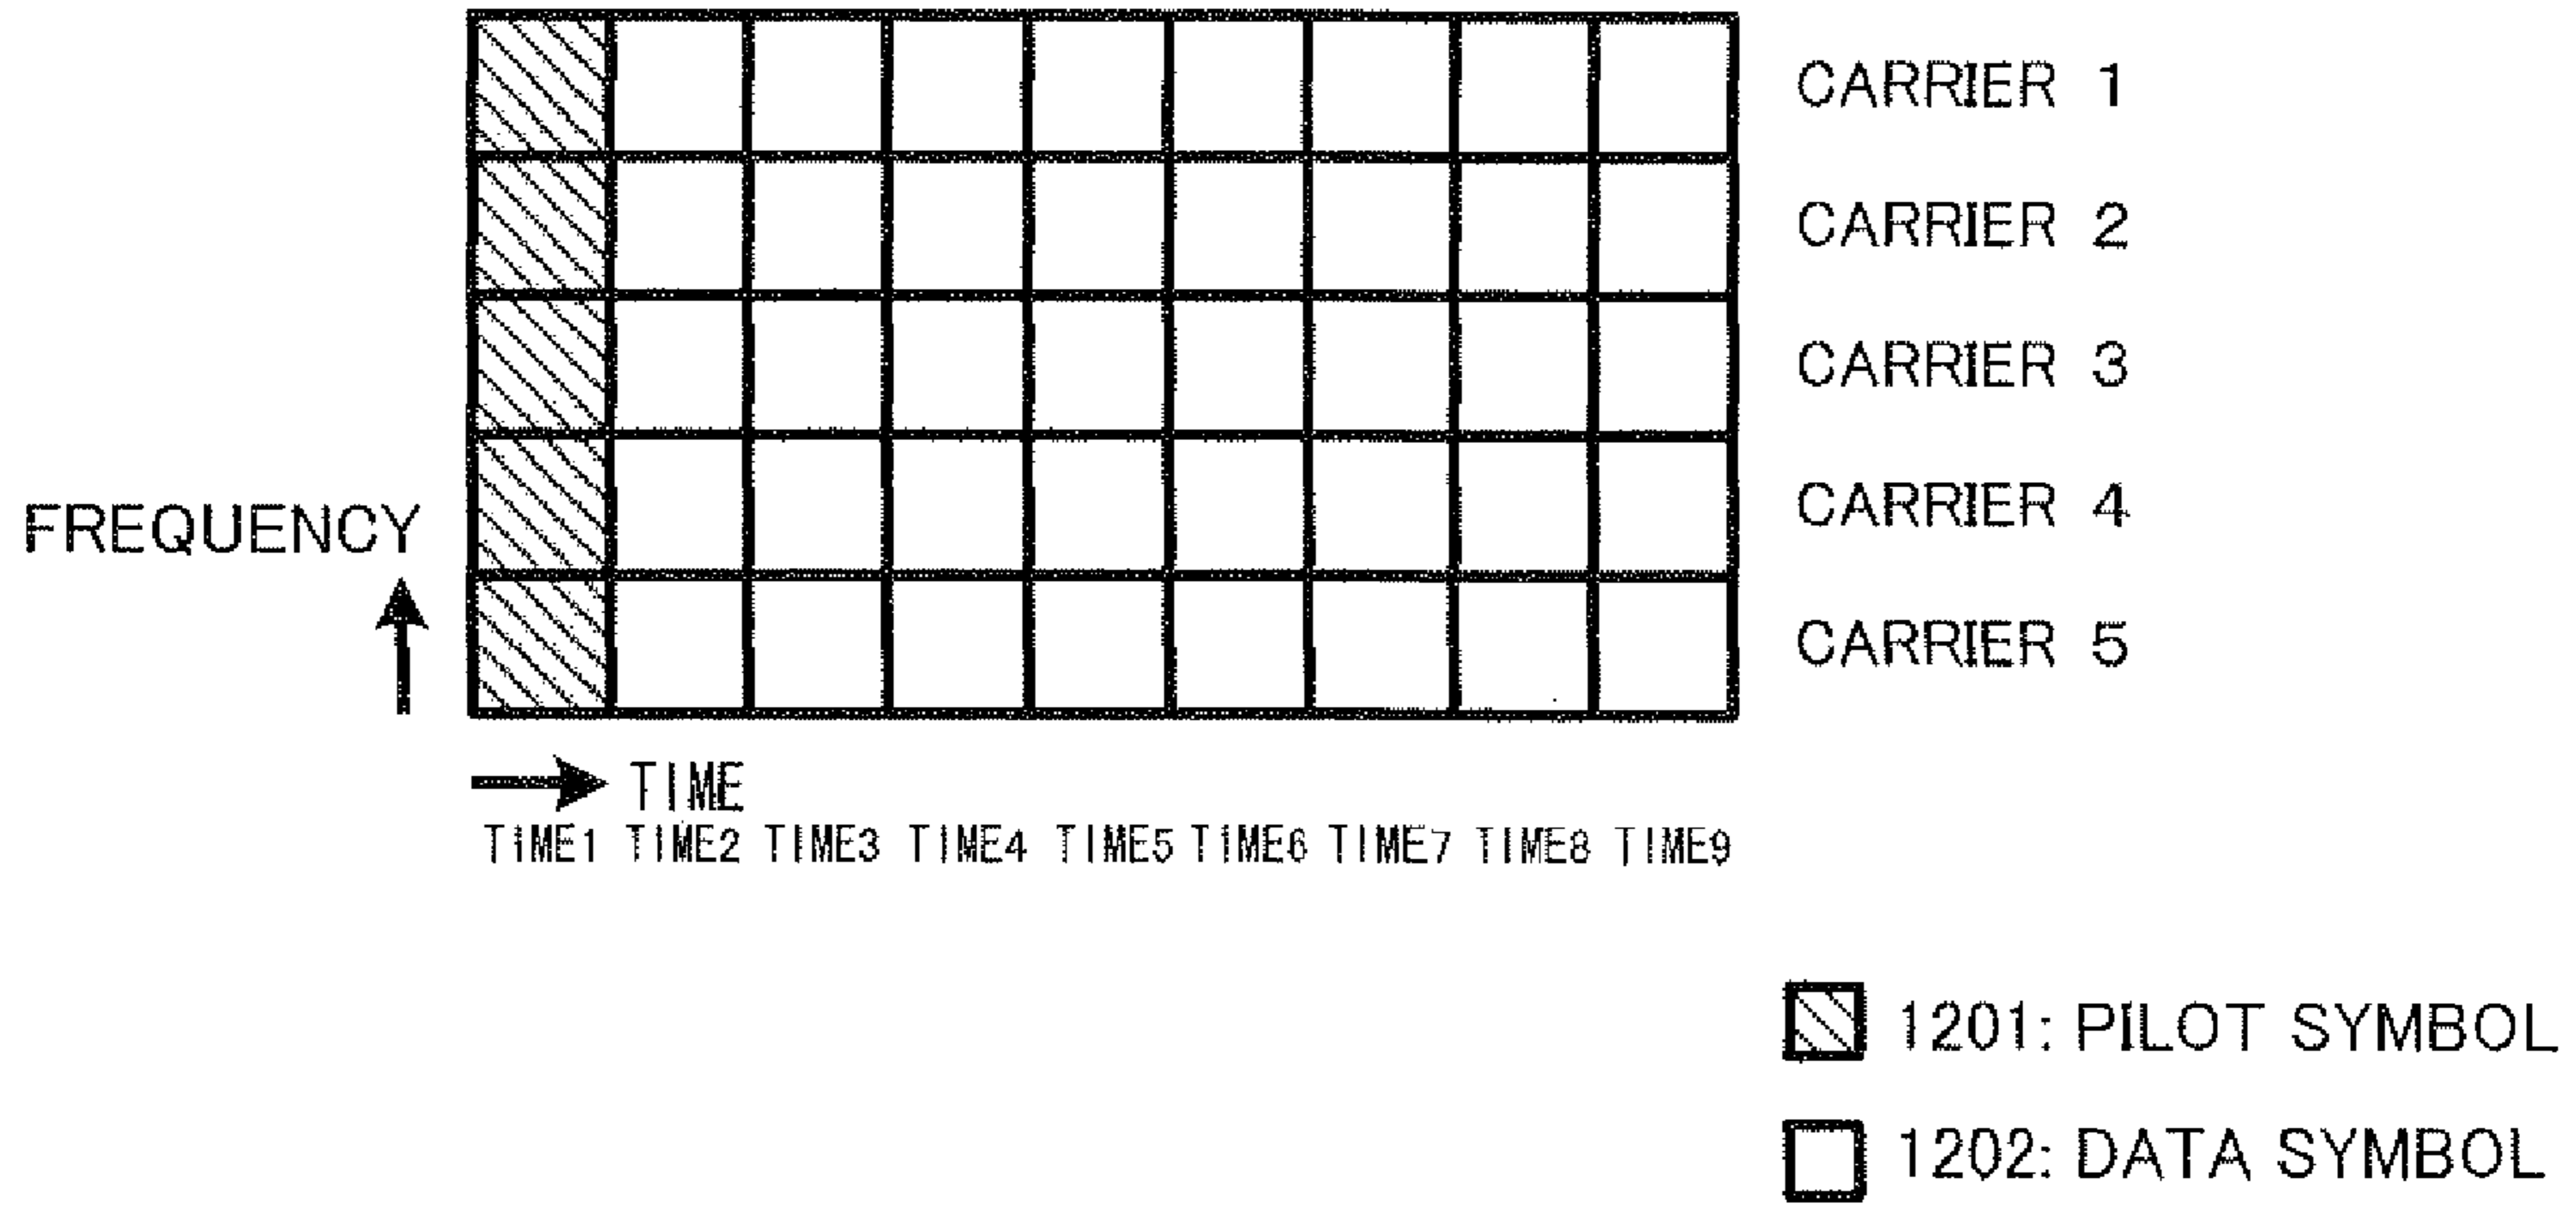 CARRIER 1
CARRIER 2
CARRIER 3
CARRIER 4
FREQUENCY
CARRIER 5
TIME
TIME1 TIME2 TIME3 TIME4 TIME5 TIME6 TIME7 TIME8 TIME9
1201: PILOT SYMBOL
1202: DATA SYMBOL